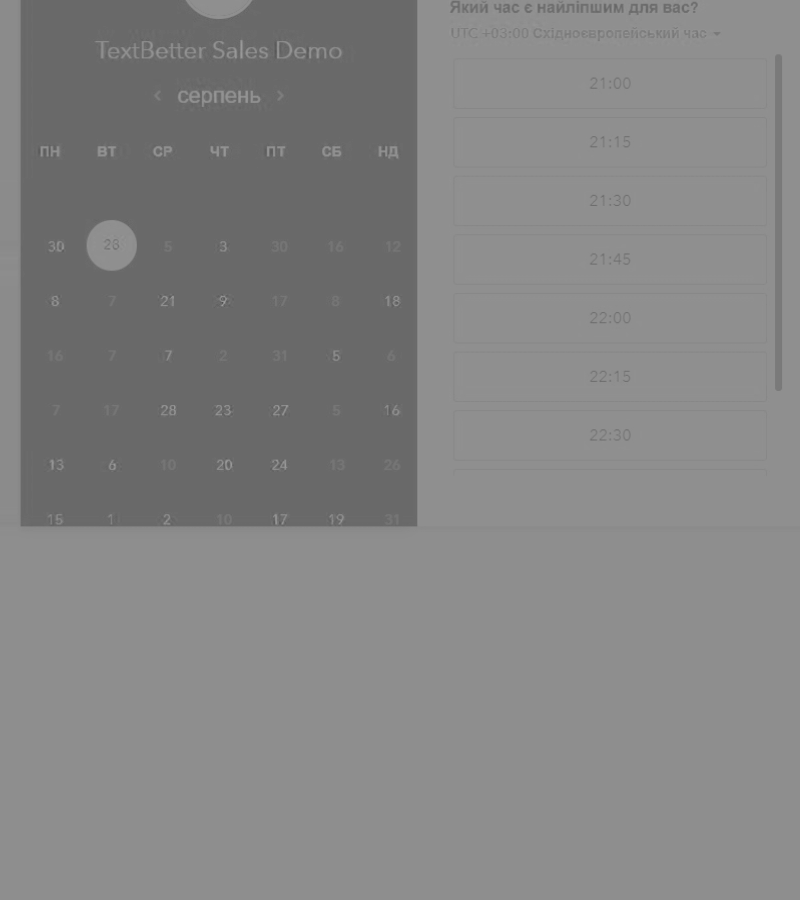 TextBetter Sales Demo
‹ серпень ›
ПН ВТ СР ЧТ ПТ СБ НД
30 28 5 3 30 16 12
8 7 21 9 17 8 18
16 7 7 2 31 5 6
7 17 28 23 27 5 16
13 6 10 20 24 13 26
15 1 2 10 17 19 31
Який час є найліпшим для вас?
UTC +03:00 Східноєвропейський час
21:00
21:15
21:30
21:45
22:00
22:15
22:30